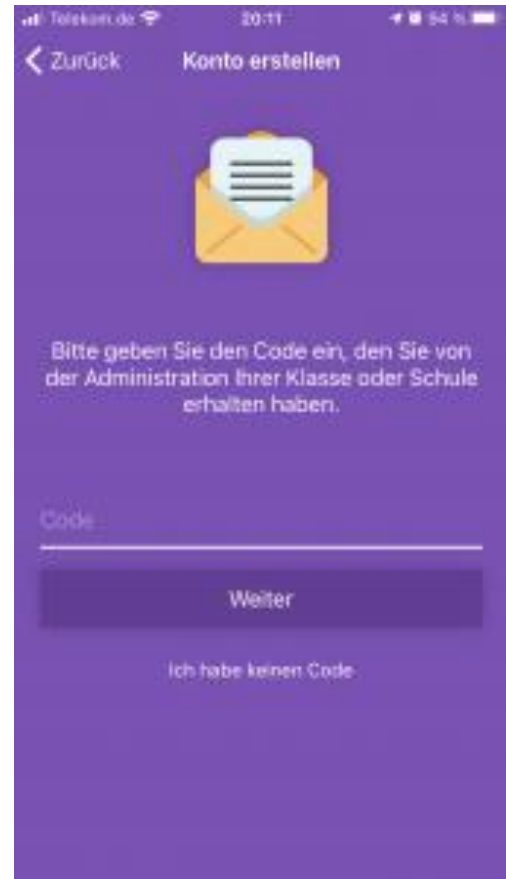 Telekom.de 20:11 94 %
Zurück Konto erstellen
Bitte geben Sie den Code ein, den Sie von
der Administration Ihrer Klasse oder Schule
erhalten haben.
Code
Weiter
Ich habe keinen Code